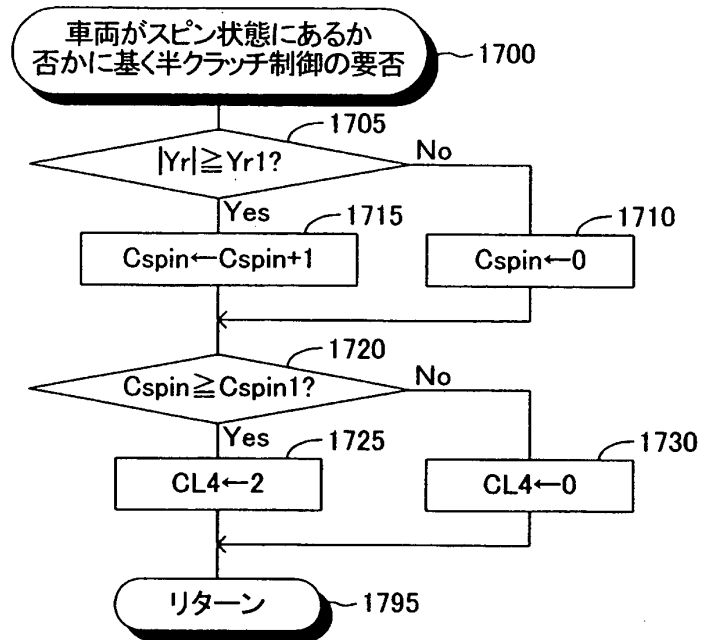 車両がスピン状態にあるか
否かに基く半クラッチ制御の要否
1700
1705
|Yr|≧Yr1?
No
Yes
1715
1710
Cspin←Cspin+1
Cspin←0
1720
Cspin≧Cspin1?
No
Yes
1725
1730
CL4←2
CL4←0
リターン
1795